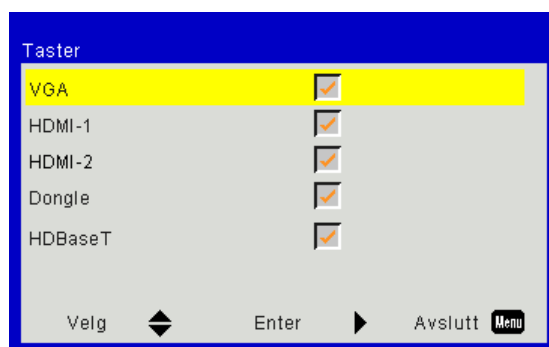 Taster
VGA
HDMI-1
HDMI-2
Dongle
HDBaseT
Velg Enter Avslutt Menu